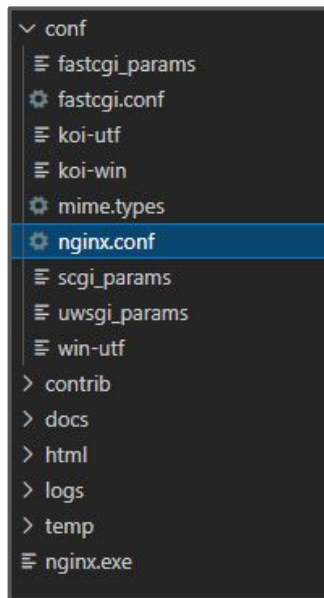 conf
fastcgi_params
fastcgi.conf
koi-utf
koi-win
mime.types
nginx.conf
scgi_params
uwsgi_params
win-utf
contrib
docs
html
logs
temp
nginx.exe